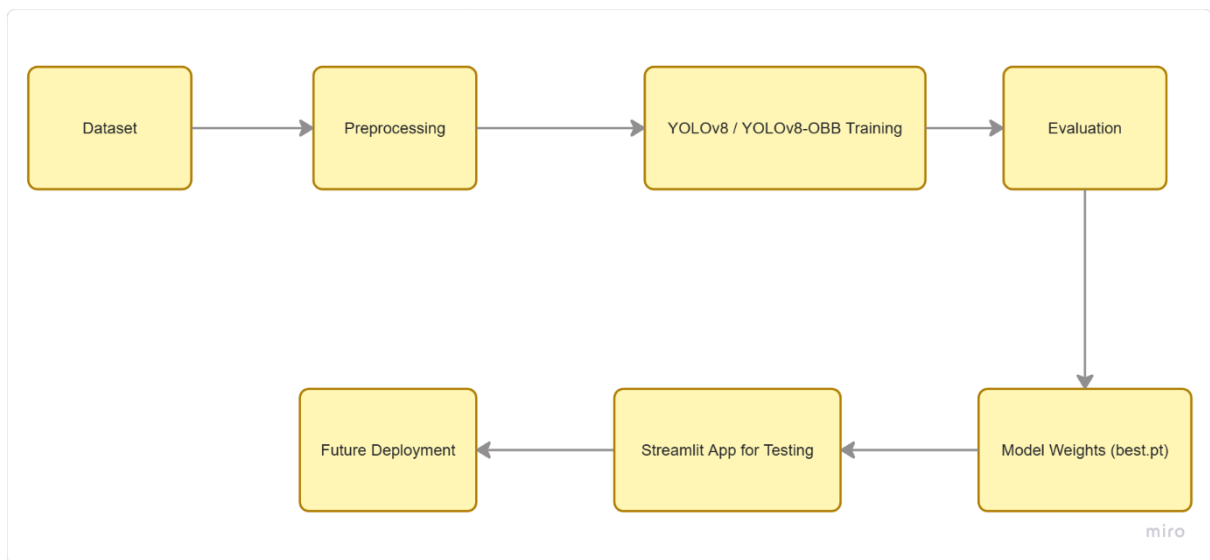 Dataset
Preprocessing
YOLOv8 / YOLOv8-OBB Training
Evaluation
Future Deployment
Streamlit App for Testing
Model Weights (best.pt)
miro